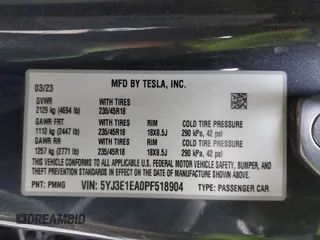 MFD BY TESLA, INC.
03/23
GVWR WITH TIRES
2129 kg (4694 lb) 235/45R18
GAWR FRT WITH TIRES RIM COLD TIRE PRESSURE
1110 kg (2447 lb) 235/45R18 18X8.5J 290 kPa, 42 psi
GAWR RR WITH TIRES RIM COLD TIRE PRESSURE
1257 kg (2771 lb) 235/45R18 18X8.5J 290 kPa, 42 psi
THIS VEHICLE CONFORMS TO ALL APPLICABLE U.S. FEDERAL MOTOR VEHICLE SAFETY, BUMPER, AND THEFT PREVENTION STANDARDS IN EFFECT ON THE DATE OF MANUFACTURE SHOWN ABOVE.
PNT: PMNG VIN: 5YJ3E1EA0PF518904 TYPE: PASSENGER CAR